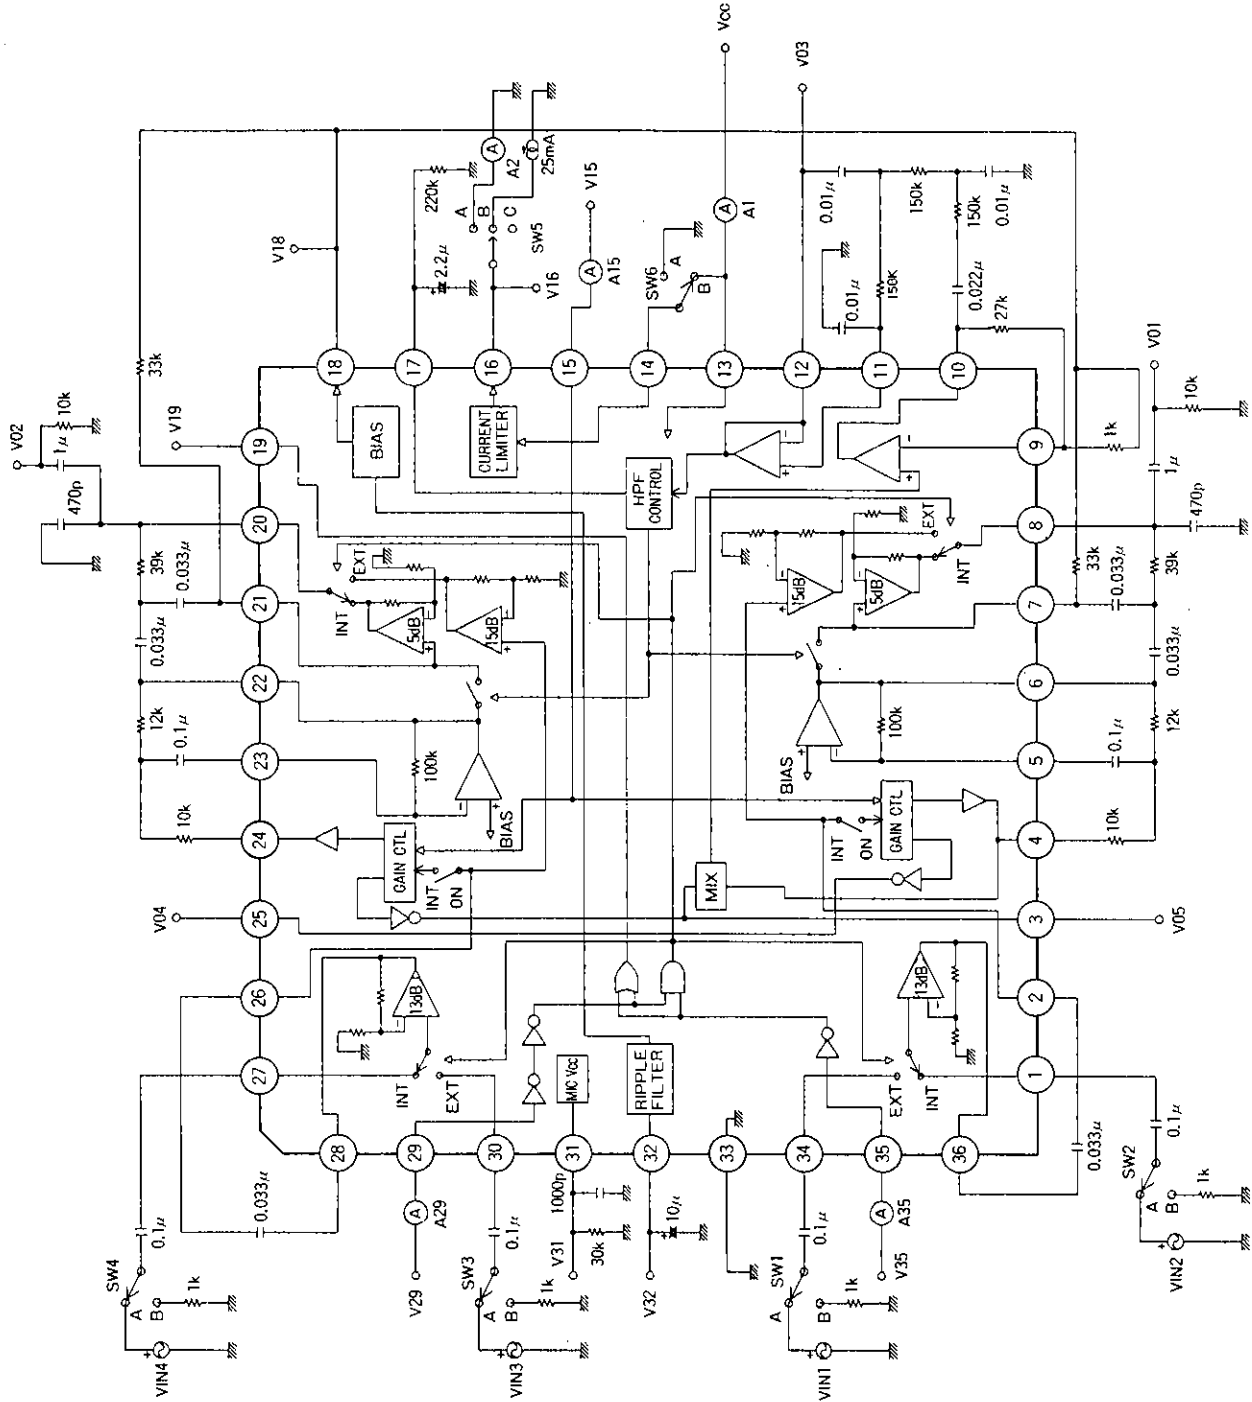 VIN4
A
B
SW4
1k
0.1μ
0.033μ
V29
A
A29
VIN3
A
B
SW3
1k
0.1μ
V31
30k
1000p
V32
10μ
VIN1
A
B
SW1
1k
0.1μ
V35
A
A35
VIN2
A
B
SW2
1k
0.1μ
0.033μ
28
29
30
31
32
33
34
35
36
27
26
25
24
23
22
21
20
19
1
2
3
4
5
6
7
8
9
18
17
16
15
14
13
12
11
10
INT
EXT
13dB
MIC Vcc
RIPPLE
FILTER
EXT
INT
13dB
V04
V05
GAIN CTL
INT
ON
MIX
INT
ON
GAIN CTL
10k
0.1μ
12k
0.033μ
0.033μ
39k
470p
1μ
10k
V02
V19
33k
100k
BIAS
INT
EXT
5dB
15dB
10k
0.1μ
12k
0.033μ
0.033μ
39k
33k
470p
1μ
10k
V01
1k
BIAS
100k
15dB
5dB
EXT
INT
BIAS
CURRENT
LIMITER
HPF
CONTROL
V18
2.2μ
220k
V16
A
B
C
SW5
A
A2
25mA
A
A15
V15
SW6
A
B
A
A1
Vcc
V03
0.01μ
0.01μ
150K
150k
150k
0.01μ
0.022μ
27k